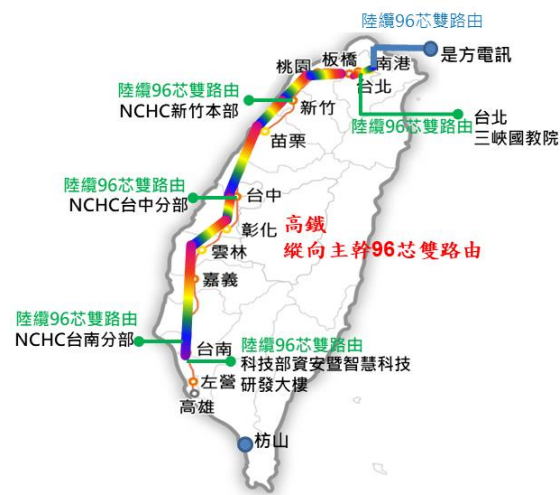 陸纜96芯雙路由
是方電訊
南港
板橋
台北
桃園
陸纜96芯雙路由
NCHC新竹本部
新竹
陸纜96芯雙路由
台北
三峽國教院
苗栗
陸纜96芯雙路由
NCHC台中分部
台中
彰化
高鐵
縱向主幹96芯雙路由
雲林
嘉義
陸纜96芯雙路由
NCHC台南分部
台南
陸纜96芯雙路由
科技部資安暨智慧科技
研發大樓
左營
高雄
枋山